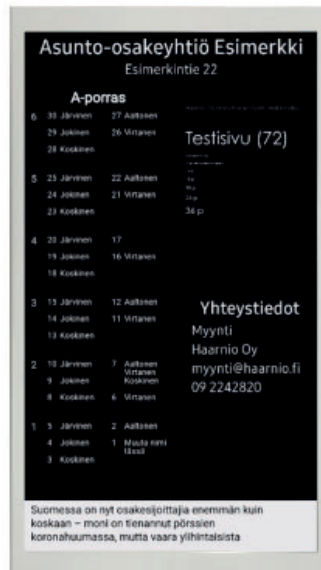 Asunto-osakeyhtiö Esimerkki
Esimerkintie 22
A-porras
6 30 Järvinen 27 Aaltonen
29 Jokinen 26 Virtanen
28 Koskinen
5 25 Järvinen 22 Aaltonen
24 Jokinen 21 Virtanen
23 Koskinen
4 20 Järvinen 17
19 Jokinen 16 Virtanen
18 Koskinen
3 15 Järvinen 12 Aaltonen
14 Jokinen 11 Virtanen
13 Koskinen
2 10 Järvinen 7 Aaltonen
Virtanen
9 Jokinen Koskinen
8 Koskinen 6 Virtanen
1 5 Järvinen 2 Aaltonen
4 Jokinen 1 Muuta nimi
tässä
3 Koskinen
Testisivu (72)
36 p
Yhteystiedot
Myynti
Haarnio Oy
myynti@haarnio.fi
09 2242820
Suomessa on nyt osakesijoittajia enemmän kuin
koskaan – moni on tienannut pörssien
koronahuumassa, mutta vaara ylihintaisista